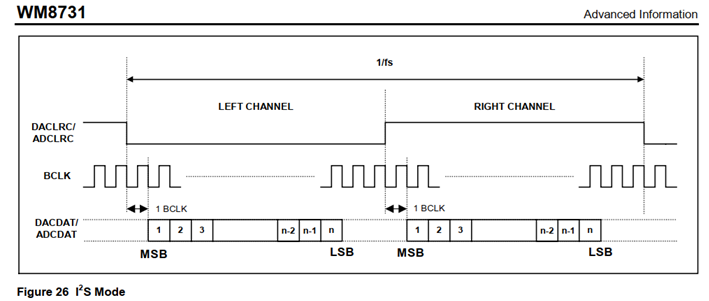 WM8731
Advanced Information
1/fs
LEFT CHANNEL
RIGHT CHANNEL
DACLRC/
ADCLRC
BCLK
1 BCLK
1 BCLK
DACDAT/
ADCDAT
1 2 3 n-2 n-1 n 1 2 3 n-2 n-1 n
MSB LSB MSB LSB
Figure 26 I²S Mode